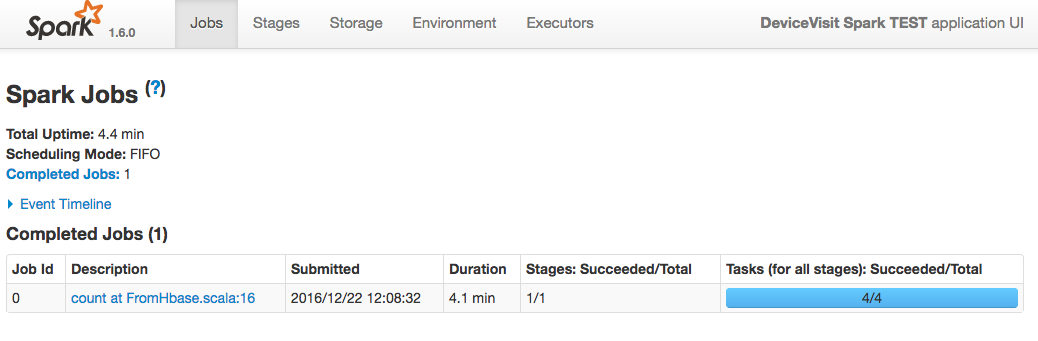 Spark 1.6.0 Jobs Stages Storage Environment Executors DeviceVisit Spark TEST application UI
Spark Jobs (?)
Total Uptime: 4.4 min
Scheduling Mode: FIFO
Completed Jobs: 1
Event Timeline
Completed Jobs (1)
Job Id Description Submitted Duration Stages: Succeeded/Total Tasks (for all stages): Succeeded/Total
0 count at FromHbase.scala:16 2016/12/22 12:08:32 4.1 min 1/1 4/4